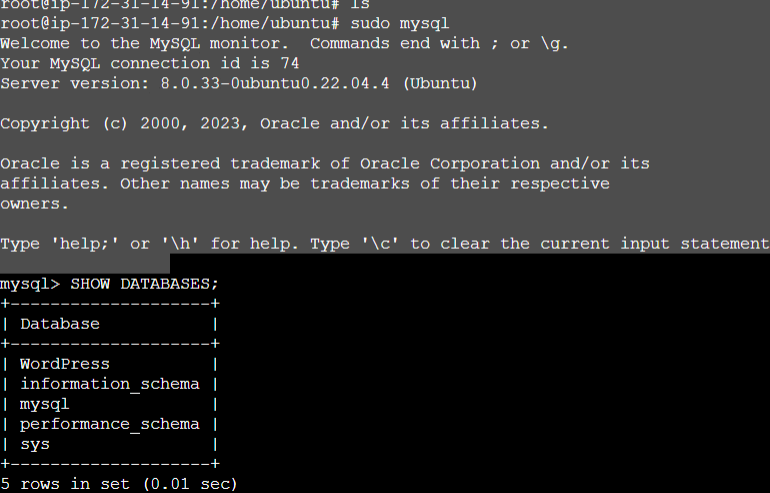 root@ip-172-31-14-91:/home/ubuntu# ls
root@ip-172-31-14-91:/home/ubuntu# sudo mysql
Welcome to the MySQL monitor.  Commands end with ; or \g.
Your MySQL connection id is 74
Server version: 8.0.33-0ubuntu0.22.04.4 (Ubuntu)
Copyright (c) 2000, 2023, Oracle and/or its affiliates.
Oracle is a registered trademark of Oracle Corporation and/or its
affiliates. Other names may be trademarks of their respective
owners.
Type 'help;' or '\h' for help. Type '\c' to clear the current input statement
mysql> SHOW DATABASES;
+--------------------+
| Database           |
+--------------------+
| WordPress          |
| information_schema |
| mysql              |
| performance_schema |
| sys                |
+--------------------+
5 rows in set (0.01 sec)